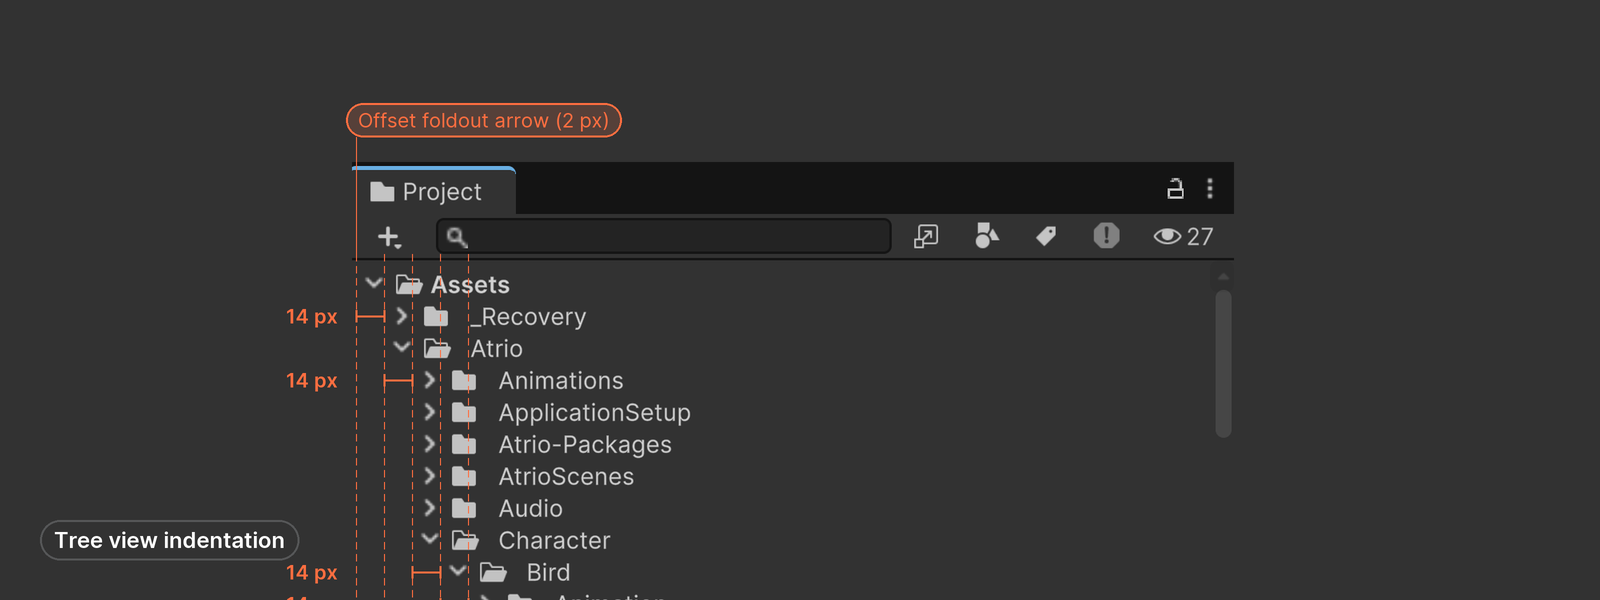 Offset foldout arrow (2 px)
Project
27
Assets
14 px _Recovery
Atrio
14 px Animations
ApplicationSetup
Atrio-Packages
AtrioScenes
Audio
Tree view indentation Character
14 px Bird